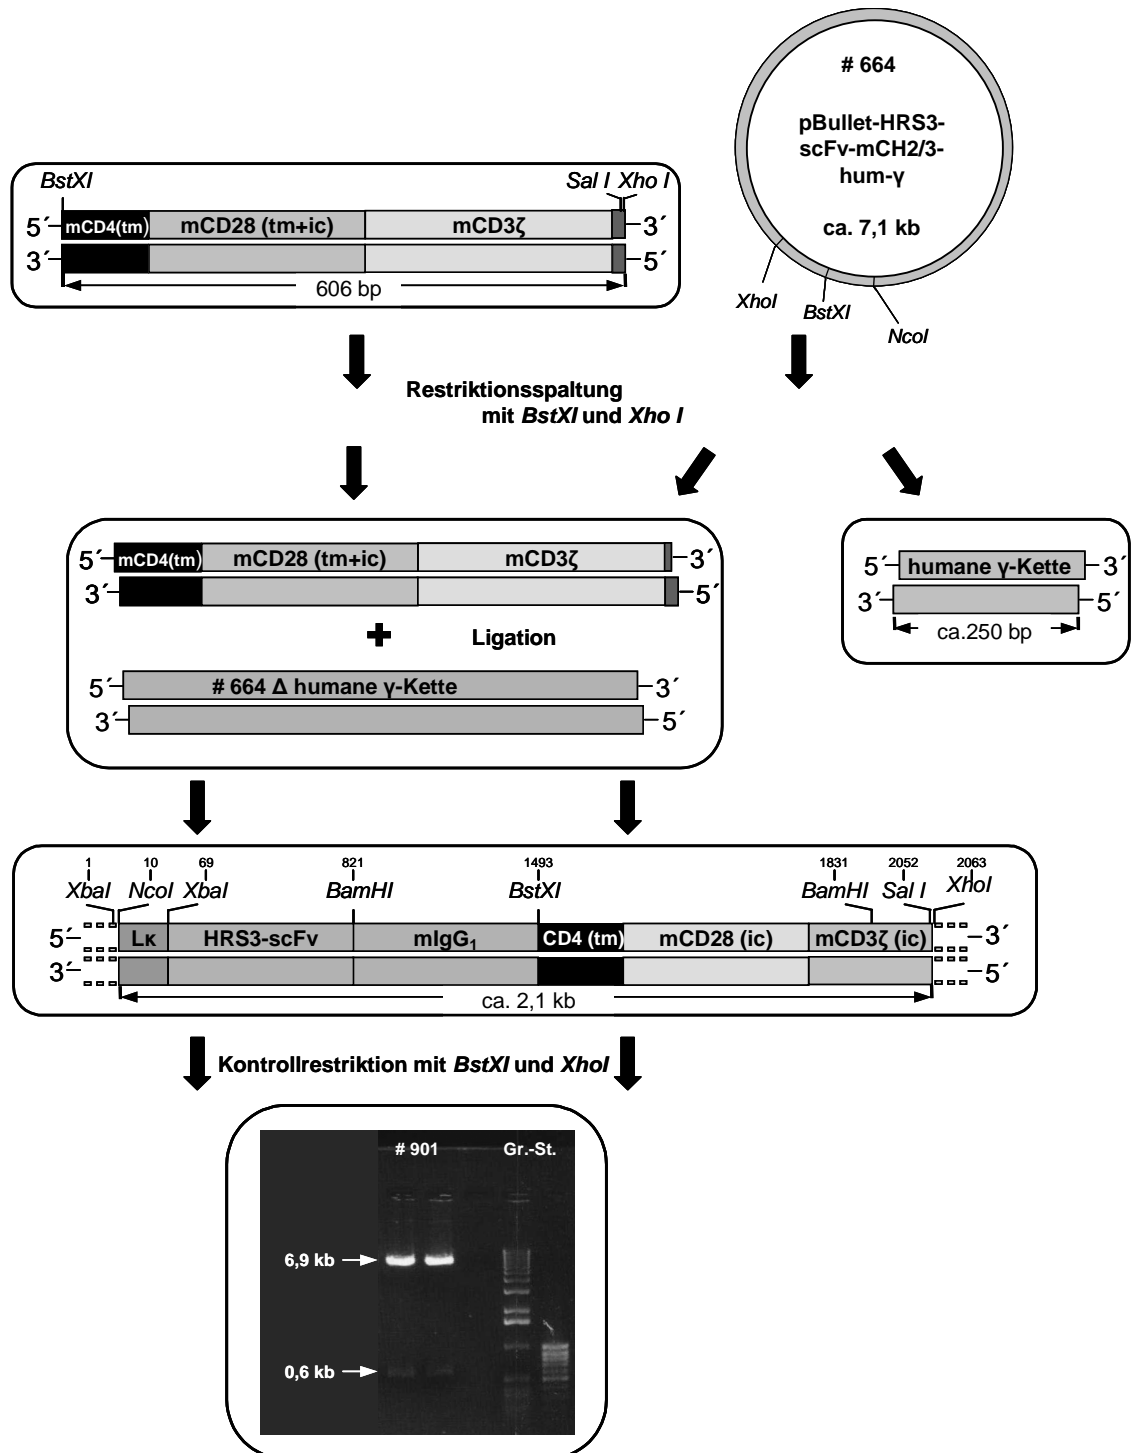 # 664
pBullet-HRS3-
scFv-mCH2/3-
hum-γ
ca. 7,1 kb
XhoI
BstXI
NcoI
BstXI
Sal I Xho I
5´ mCD4(tm) mCD28 (tm+ic) mCD3ζ 3´
3´ 5´
606 bp
Restriktionsspaltung
mit BstXI und Xho I
5´ mCD4(tm) mCD28 (tm+ic) mCD3ζ 3´
3´ 5´
+ Ligation
5´ # 664 Δ humane γ-Kette 3´
3´ 5´
5´ humane γ-Kette 3´
3´ 5´
ca.250 bp
1 10 69 821 1493 1831 2052 2063
XbaI NcoI XbaI BamHI BstXI BamHI Sal I XhoI
5´ Lκ HRS3-scFv mIgG1 CD4 (tm) mCD28 (ic) mCD3ζ (ic) 3´
3´ 5´
ca. 2,1 kb
Kontrollrestriktion mit BstXI und XhoI
# 901 Gr.-St.
6,9 kb
0,6 kb